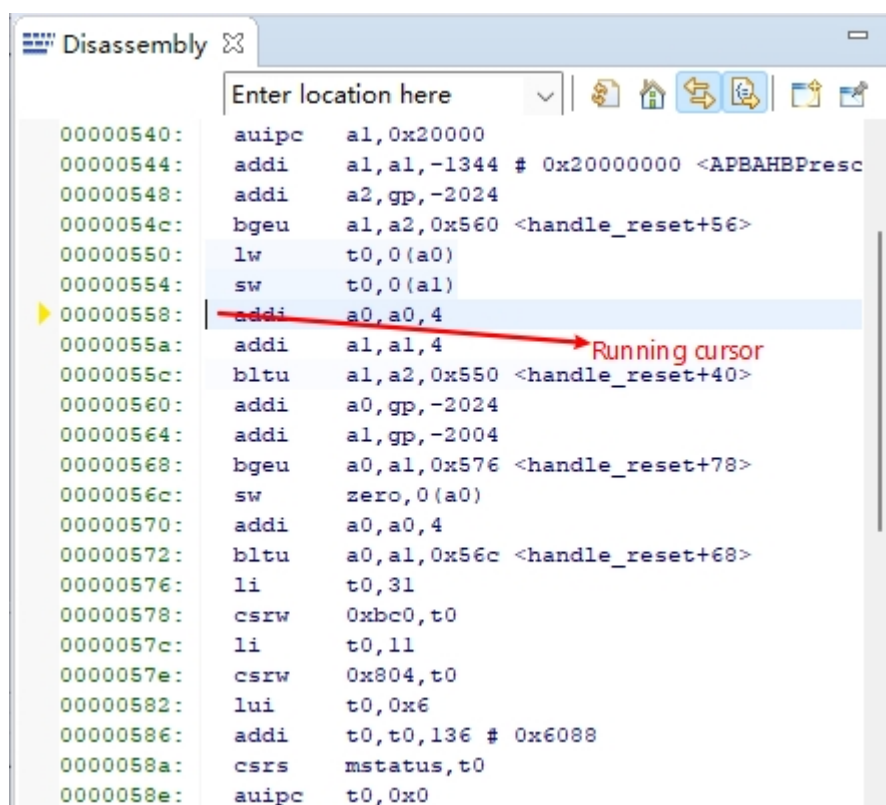 Disassembly
Enter location here
00000540: auipc a1,0x20000
00000544: addi a1,a1,-1344 # 0x20000000 <APBAHBPresc
00000548: addi a2,gp,-2024
0000054c: bgeu a1,a2,0x560 <handle_reset+56>
00000550: lw t0,0(a0)
00000554: sw t0,0(a1)
00000558: addi a0,a0,4
0000055a: addi a1,a1,4
Running cursor
0000055c: bltu a1,a2,0x550 <handle_reset+40>
00000560: addi a0,gp,-2024
00000564: addi a1,gp,-2004
00000568: bgeu a0,a1,0x576 <handle_reset+78>
0000056c: sw zero,0(a0)
00000570: addi a0,a0,4
00000572: bltu a0,a1,0x56c <handle_reset+68>
00000576: li t0,31
00000578: csrw 0xbc0,t0
0000057c: li t0,11
0000057e: csrw 0x804,t0
00000582: lui t0,0x6
00000586: addi t0,t0,136 # 0x6088
0000058a: csrs mstatus,t0
0000058e: auipc t0,0x0